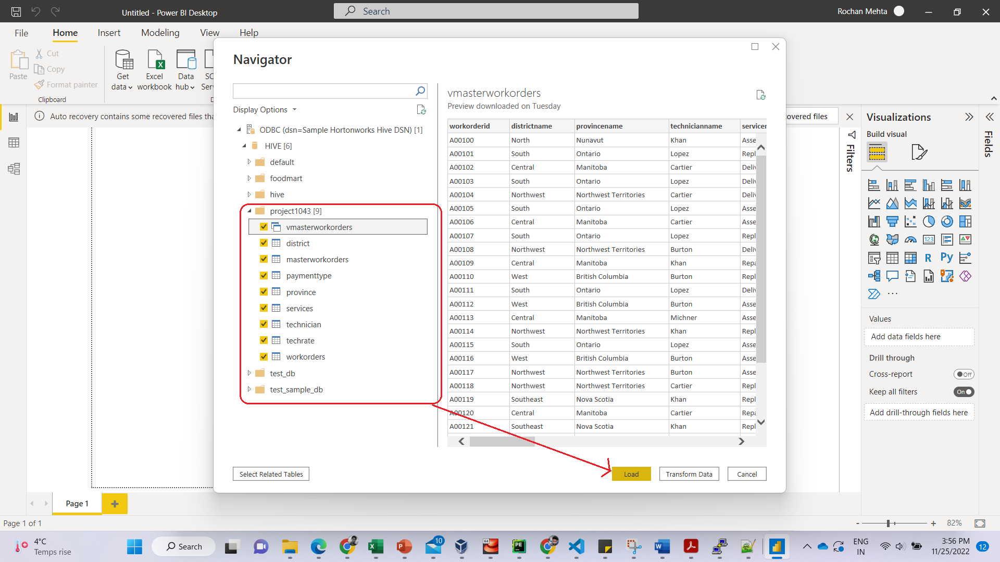 Untitled - Power BI Desktop
Search
Rochan Mehta
File
Home
Insert
Modeling
View
Help
Paste
Cut
Copy
Format painter
Clipboard
Get
data
Excel
workbook
Data
hub
Auto recovery contains some recovered files
covered files
Navigator
Display Options
ODBC (dsn=Sample Hortonworks Hive DSN) [1]
HIVE [6]
default
foodmart
hive
project1043 [9]
vmasterworkorders
district
masterworkorders
paymenttype
province
services
technician
techrate
workorders
test_db
test_sample_db
vmasterworkorders
Preview downloaded on Tuesday
workorderid districtname provincename technicianname
A00100 North Nunavut Khan Asse
A00101 South Ontario Lopez Repl
A00102 Central Manitoba Cartier Deliv
A00103 South Ontario Lopez Deliv
A00104 Northwest Northwest Territories Cartier Deliv
A00105 South Ontario Lopez Asse
A00106 Central Manitoba Cartier Asse
A00107 South Ontario Lopez Repl
A00108 Northwest Northwest Territories Burton Deliv
A00109 Central Manitoba Khan Repa
A00110 West British Columbia Burton Repl
A00111 South Ontario Lopez Deliv
A00112 West British Columbia Burton Asse
A00113 Central Manitoba Michner Asse
A00114 Northwest Northwest Territories Khan Repl
A00115 South Ontario Lopez Asse
A00116 West British Columbia Burton Asse
A00117 Northwest Northwest Territories Burton Asse
A00118 Northwest Northwest Territories Cartier Repl
A00119 Southeast Nova Scotia Khan Repl
A00120 Central Manitoba Cartier Repa
A00121 Southeast Nova Scotia Khan Repl
Select Related Tables
Load
Transform Data
Cancel
Filters
Visualizations
Build visual
123
R
Py
Values
Add data fields here
Drill through
Cross-report
Off
Keep all filters
On
Add drill-through fields here
Fields
Page 1
Page 1 of 1
- + 82%
4°C
Temps rise
Search
10
64
PE
ENG
IN
3:56 PM
11/25/2022
12